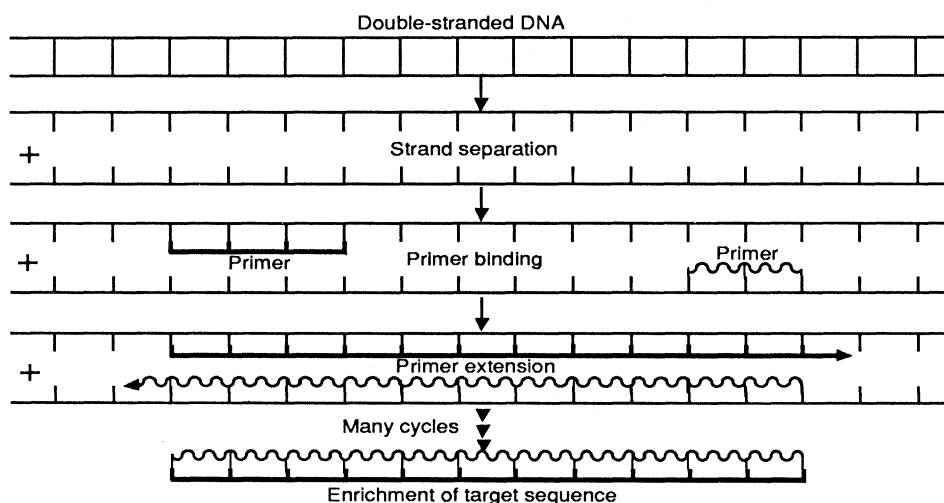 Double-stranded DNA
+ Strand separation
Primer
+ Primer binding
Primer
+ Primer extension
Many cycles
Enrichment of target sequence